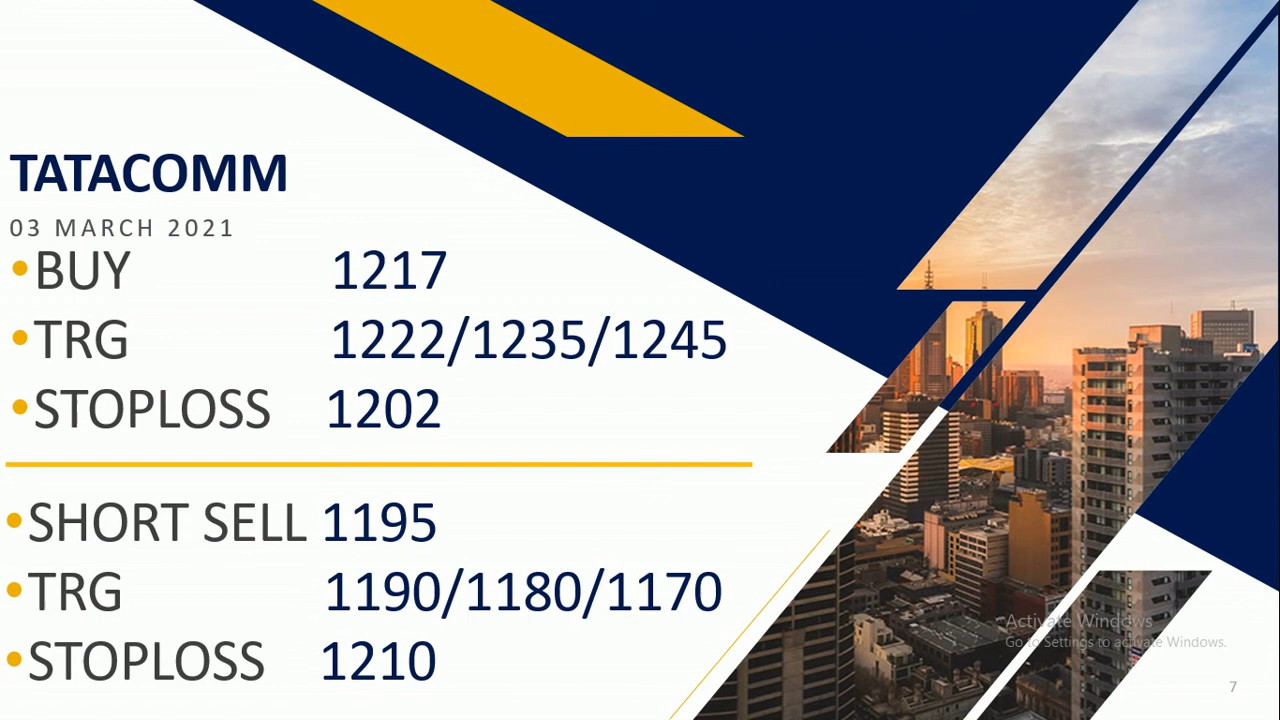 TATACOMM
03 MARCH 2021
•BUY 1217
•TRG 1222/1235/1245
•STOPLOSS 1202
•SHORT SELL 1195
•TRG 1190/1180/1170
•STOPLOSS 1210
Activate Windows
Go to Settings to activate Windows.
7